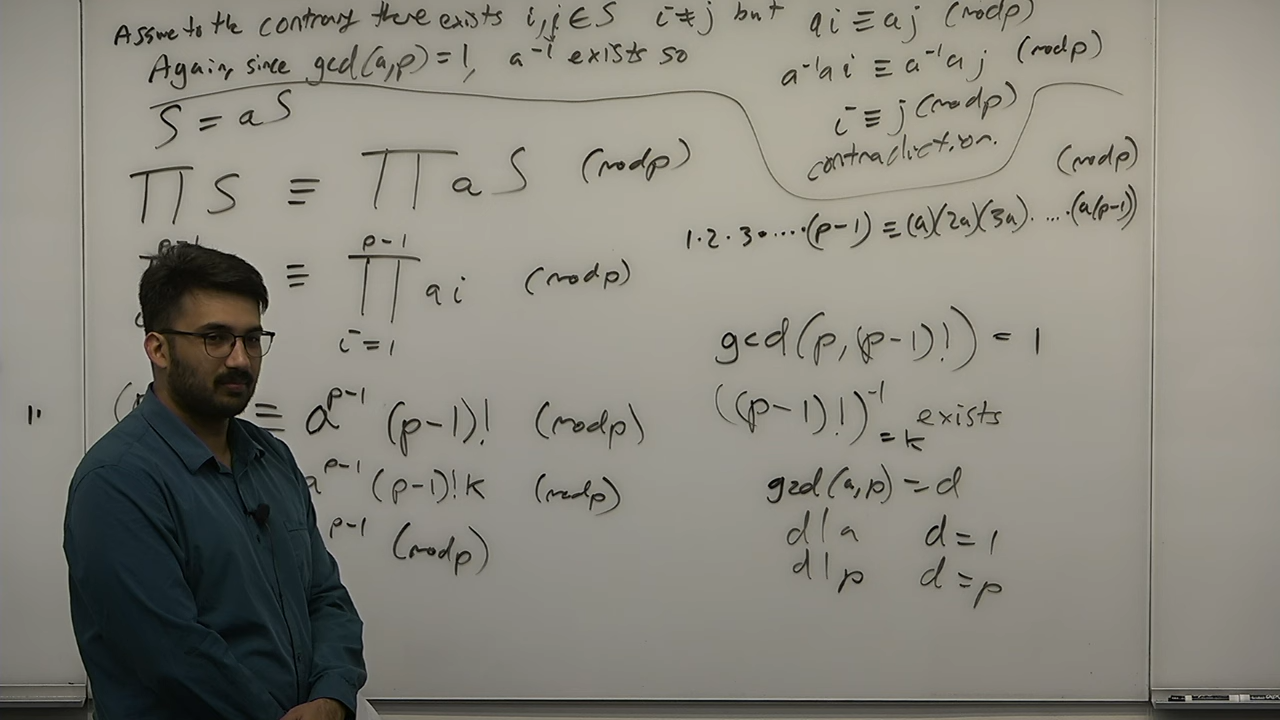 Assume to the contrary there exists i, j ∈ S i ≠ j but ai ≡ aj (mod p)
Again, since gcd(a,p) = 1, a⁻¹ exists so
a⁻¹ai ≡ a⁻¹aj (mod p)
i ≡ j (mod p)
contradiction.
S = aS
∏ S ≡ ∏ aS (mod p)
(mod p)
1·2·3·····(p-1) ≡ (a)(2a)(3a)·....·(a(p-1))
p-1 p-1
≡ ∏ ai (mod p)
i=1
≡ a^{p-1} (p-1)! (mod p)
a^{p-1} (p-1)! k (mod p)
p-1 (mod p)
gcd(p,(p-1)!) = 1
((p-1)!)⁻¹ exists
= k
gcd(a,p) = d
d|a d=1
d|p d=p